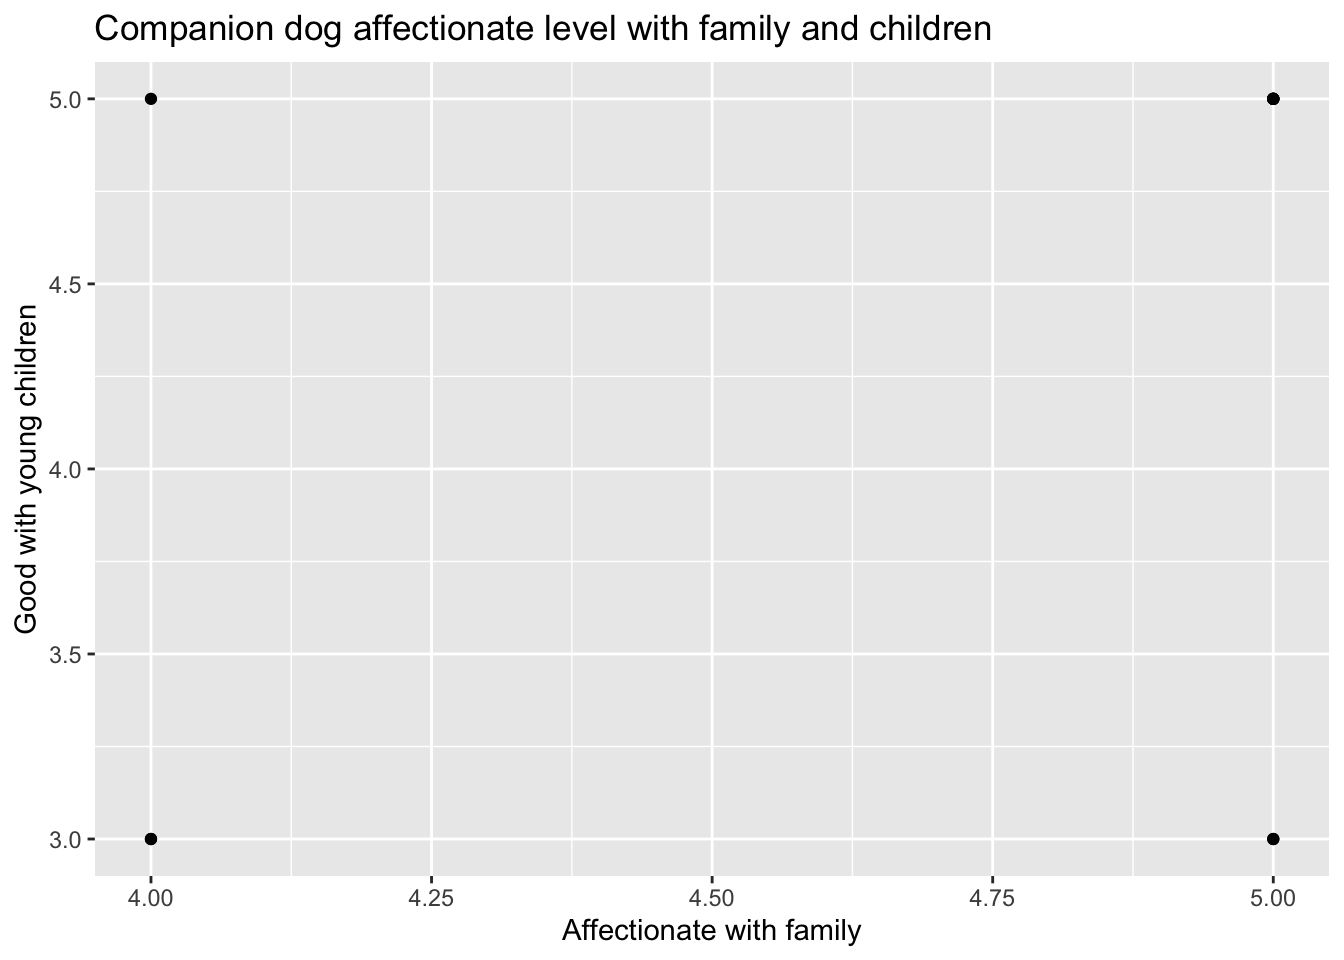 Companion dog affectionate level with family and children
5.0
4.5
4.0
3.5
3.0
Good with young children
4.00 4.25 4.50 4.75 5.00
Affectionate with family